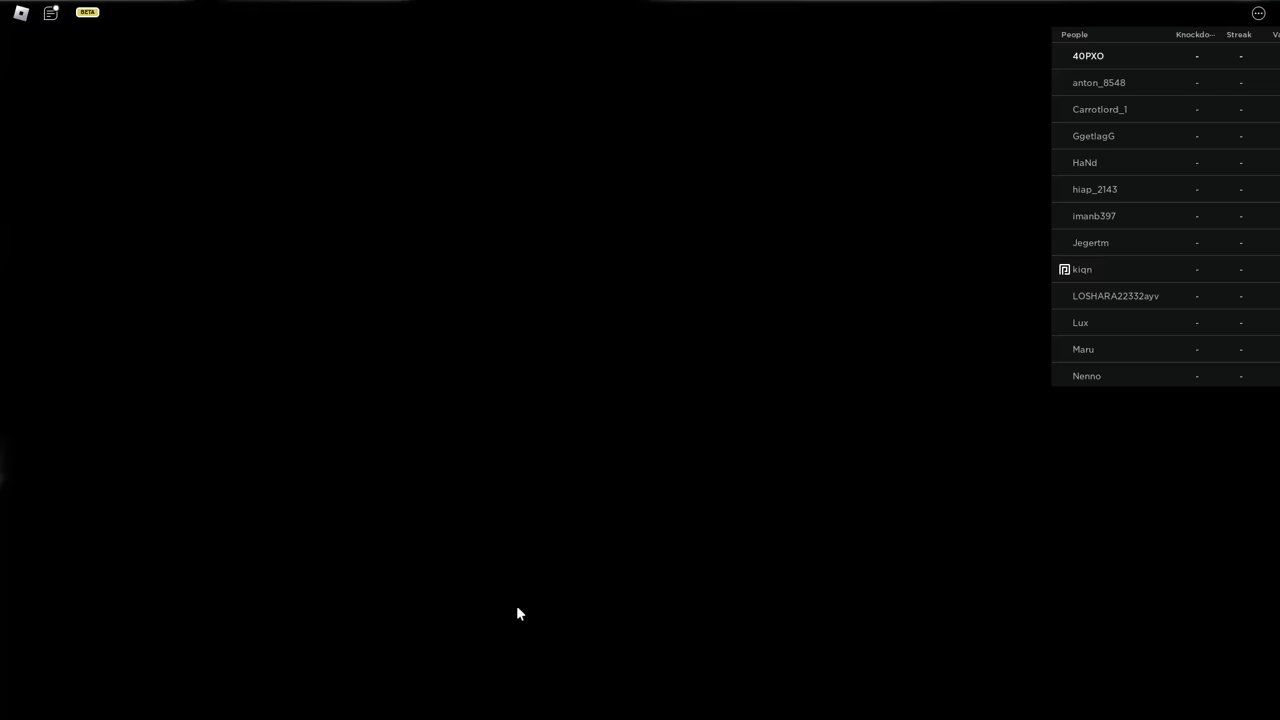 BETA
People Knockdo··· Streak
40PXO - -
anton_8548 - -
Carrotlord_1 - -
GgetlagG - -
HaNd - -
hiap_2143 - -
imanb397 - -
Jegertm - -
kiqn - -
LOSHARA22332ayv - -
Lux - -
Maru - -
Nenno - -